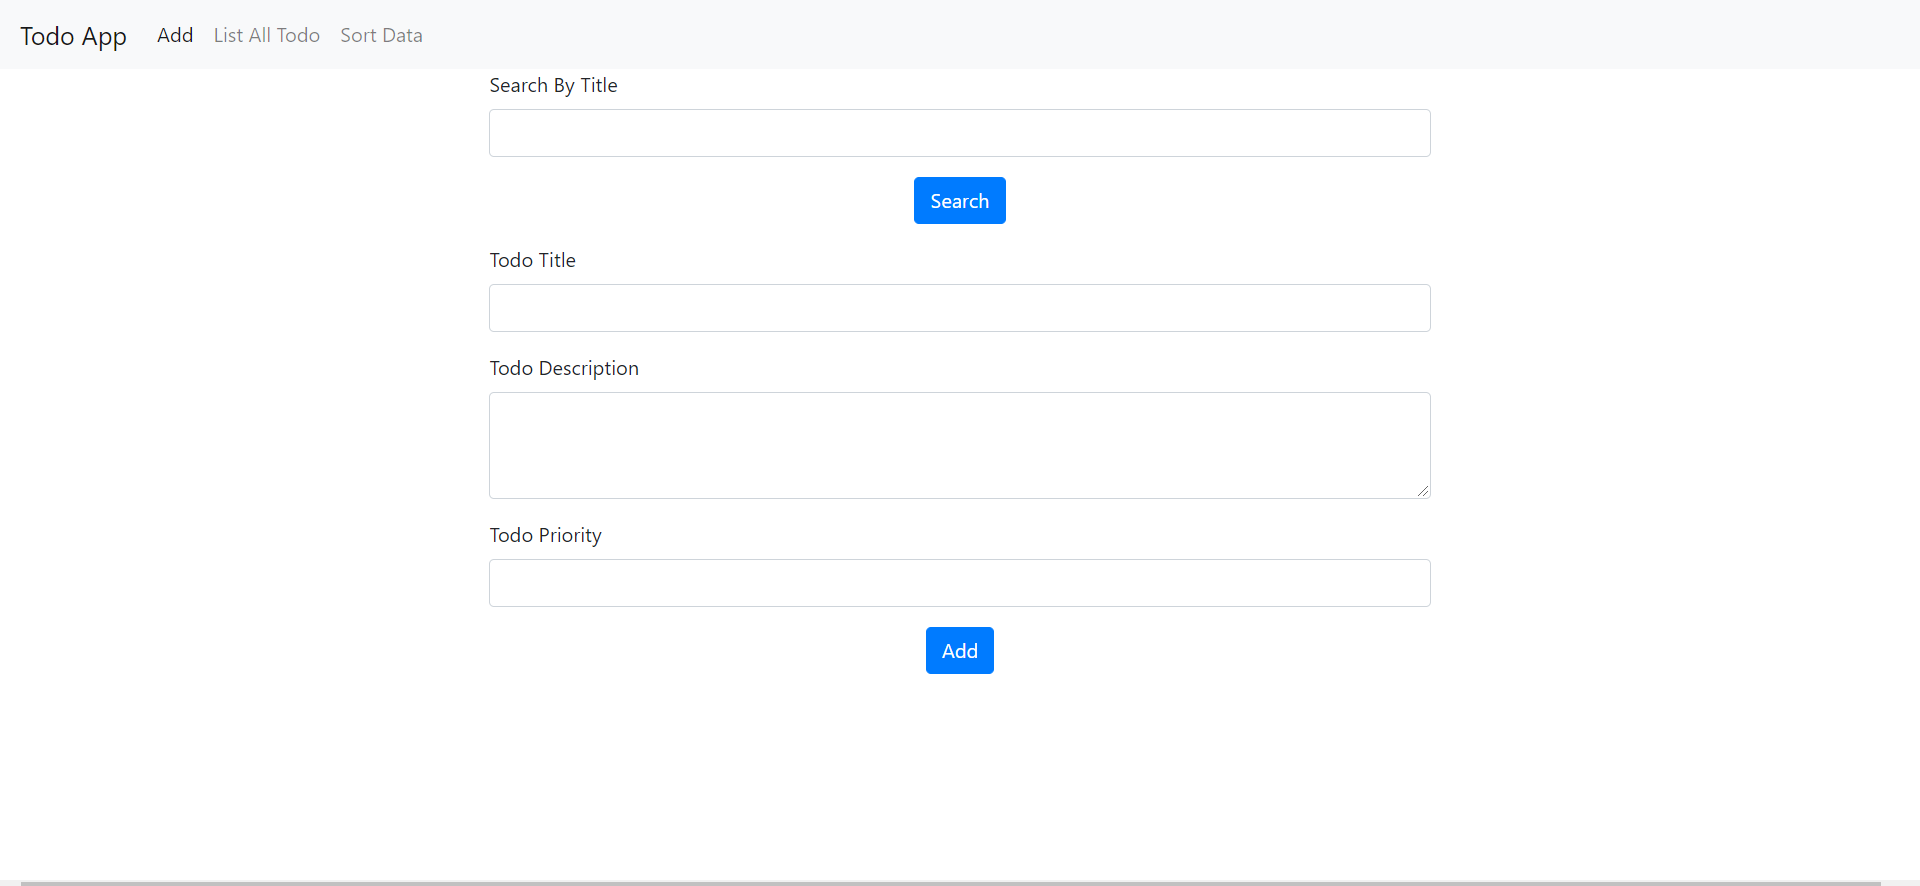 Todo App Add List All Todo Sort Data
Search By Title
Search
Todo Title
Todo Description
Todo Priority
Add